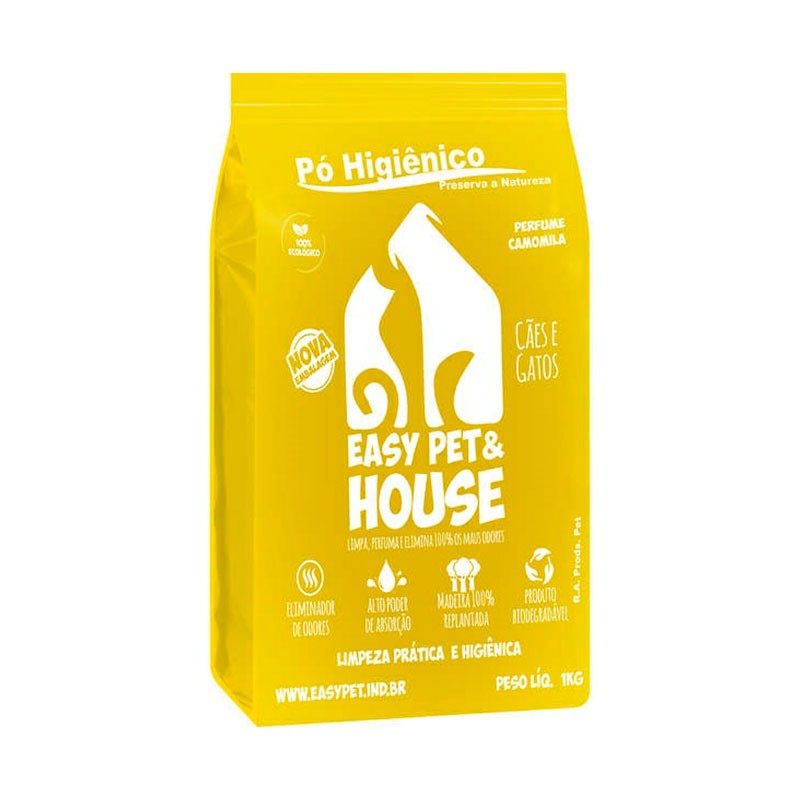 Pó Higiênico
Preserva a Natureza
100%
ECOLÓGICO
PERFUME
CAMOMILA
NOVA
EMBALAGEM
CÃES E
GATOS
EASY PET &
HOUSE
LIMPA, PERFUMA E ELIMINA 100% OS MAUS ODORES
ELIMINADOR
DE ODORES
ALTO PODER
DE ABSORÇÃO
MADEIRA 100%
REPLANTADA
PRODUTO
BIODEGRADÁVEL
R.A. Prods. Pet
LIMPEZA PRÁTICA E HIGIÊNICA
WWW.EASYPET.IND.BR
PESO LÍQ. 1KG